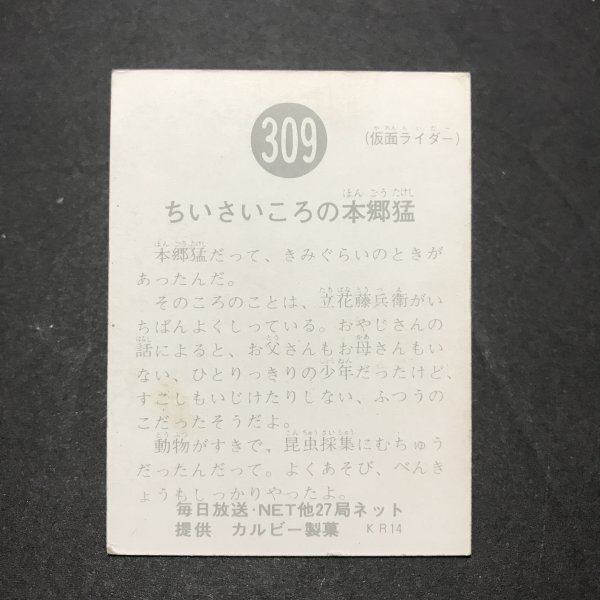 309
(仮面ライダー)
ちいさいころの本郷猛
本郷猛だって、きみぐらいのときが
あったんだ。
そのころのことは、立花藤兵衛がい
ちばんよくしっている。おやじさんの
話によると、お父さんもお母さんもい
ない、ひとりっきりの少年だったけど、
すこしもいじけたりしない、ふつうの
こだったそうだよ。
動物がすきで、昆虫採集にむちゅう
だったんだって。よくあそび、べんき
ょうもしっかりやったよ。
毎日放送・NET他27局ネット
提供 カルビー製菓 KR14